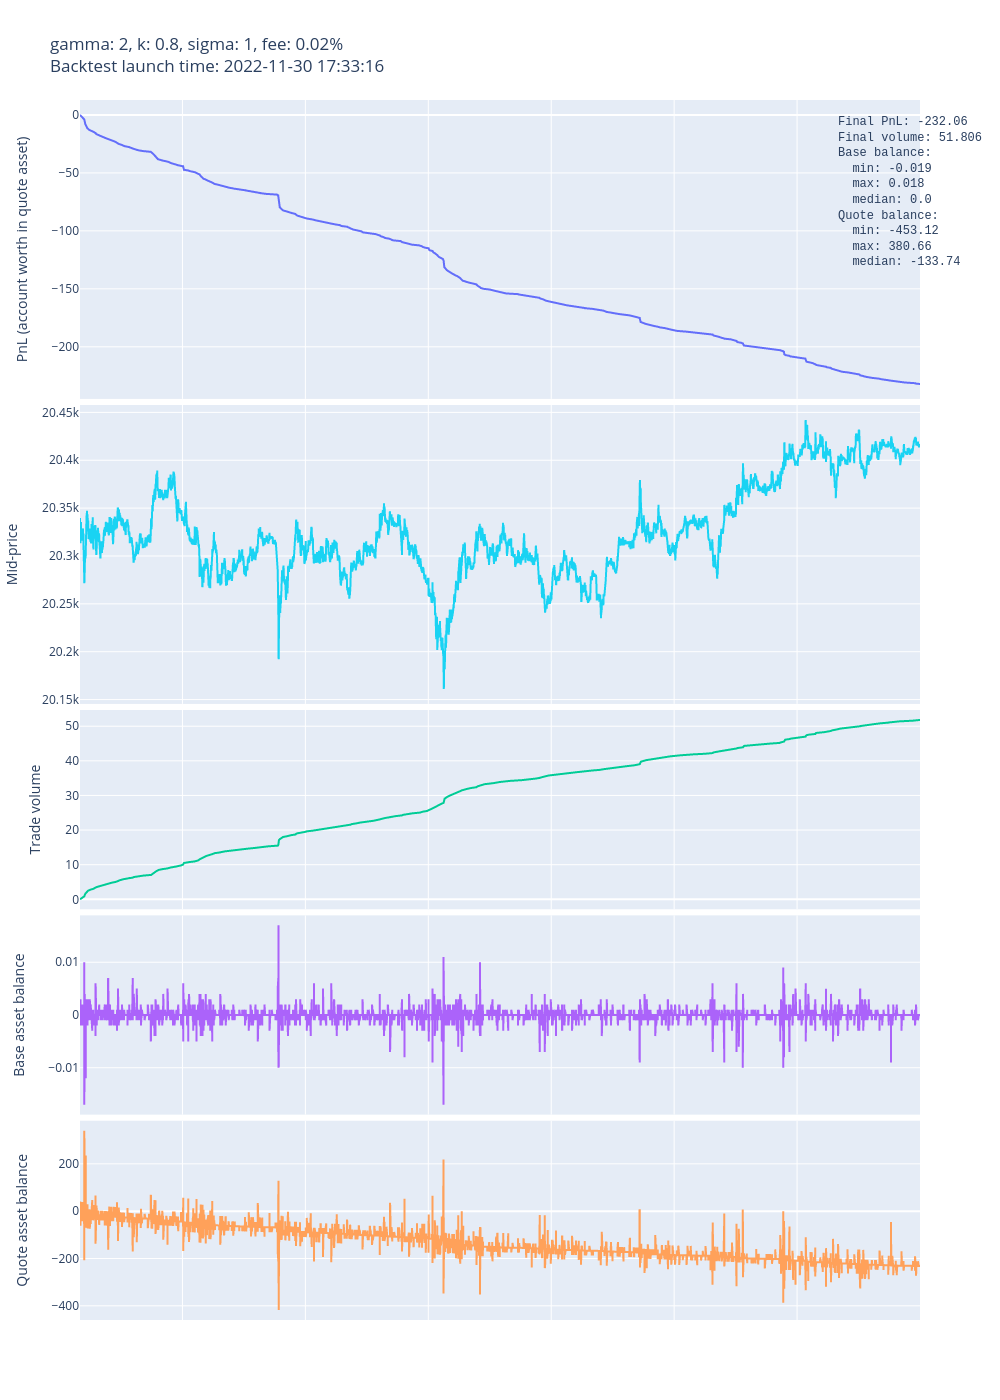 gamma: 2, k: 0.8, sigma: 1, fee: 0.02%
Backtest launch time: 2022-11-30 17:33:16
PnL (account worth in quote asset)
0
−50
−100
−150
−200
Final PnL: -232.06
Final volume: 51.806
Base balance:
min: -0.019
max: 0.018
median: 0.0
Quote balance:
min: -453.12
max: 380.66
median: -133.74
Mid-price
20.45k
20.4k
20.35k
20.3k
20.25k
20.2k
20.15k
Trade volume
50
40
30
20
10
0
Base asset balance
0.01
0
−0.01
Quote asset balance
200
0
−200
−400